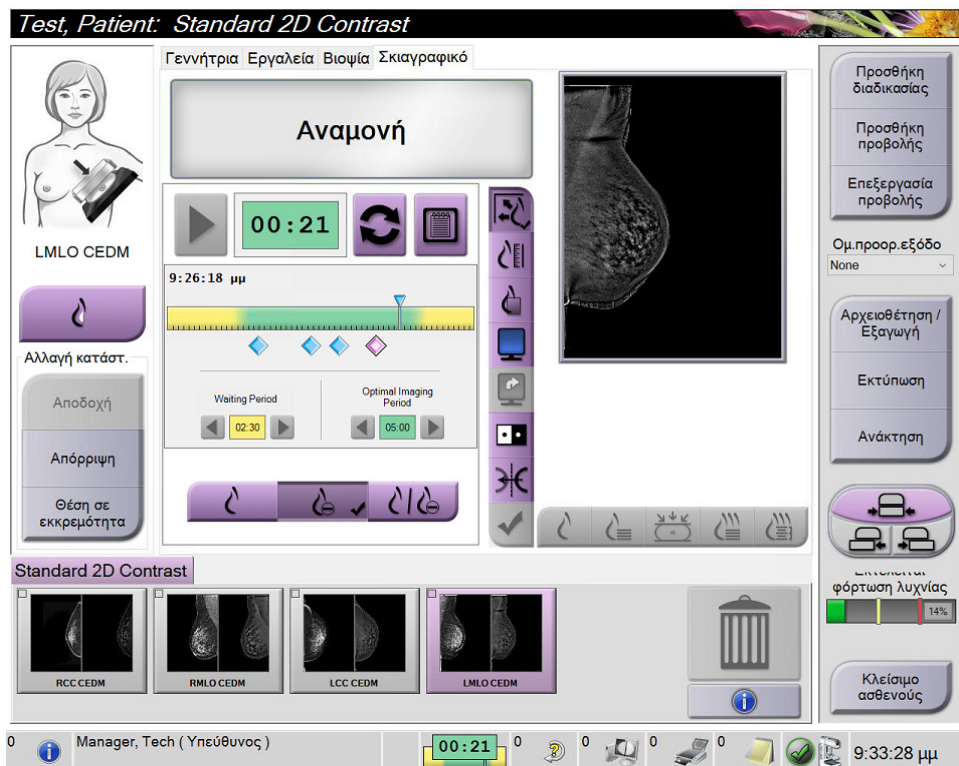 Test, Patient: Standard 2D Contrast
Γεννήτρια Εργαλεία Βιοψία Σκιαγραφικό
Αναμονή
00:21
9:26:18 μμ
Waiting Period
02:30
Optimal Imaging
Period
05:00
LMLO CEDM
Αλλαγή κατάστ.
Αποδοχή
Απόρριψη
Θέση σε
εκκρεμότητα
Προσθήκη
διαδικασίας
Προσθήκη
προβολής
Επεξεργασία
προβολής
Ομ.προορ.εξόδο
None
Αρχειοθέτηση /
Εξαγωγή
Εκτύπωση
Ανάκτηση
φόρτωση λυχνίας
14%
Κλείσιμο
ασθενούς
Standard 2D Contrast
RCC CEDM
RMLO CEDM
LCC CEDM
LMLO CEDM
0
Manager, Tech ( Υπεύθυνος )
00:21
0
0
0
0
9:33:28 μμ